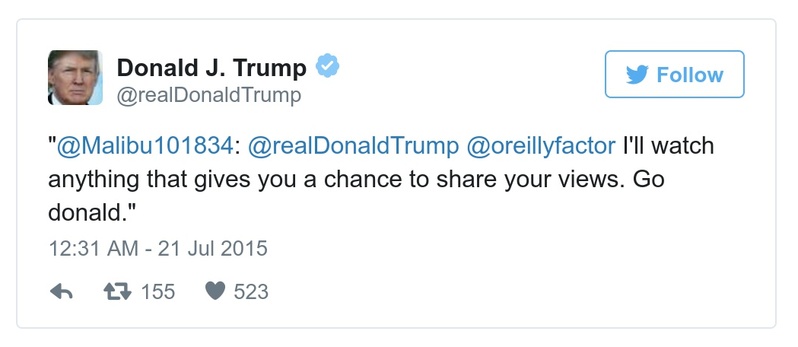 Donald J. Trump
@realDonaldTrump
Follow
"@Malibu101834: @realDonaldTrump @oreillyfactor I'll watch
anything that gives you a chance to share your views. Go
donald."
12:31 AM - 21 Jul 2015
155 523